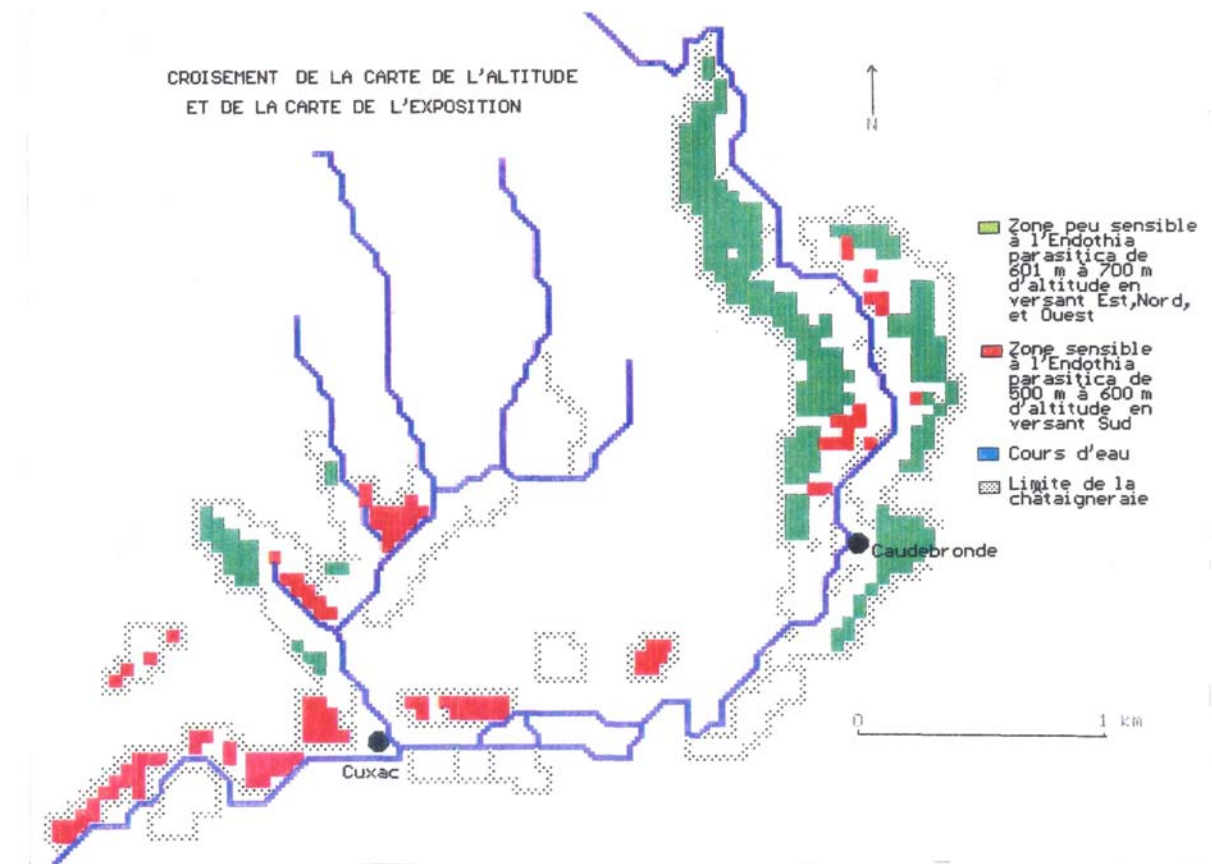 CROISEMENT DE LA CARTE DE L'ALTITUDE
ET DE LA CARTE DE L'EXPOSITION
N
Zone peu sensible
à l'Endothia
parasitica de
601 m à 700 m
d'altitude en
versant Est,Nord,
et Ouest
Zone sensible
à l'Endothia
parasitica de
500 m à 600 m
d'altitude en
versant Sud
Cours d'eau
Limite de la
châtaigneraie
Caudebronde
0 1 km
Cuxac